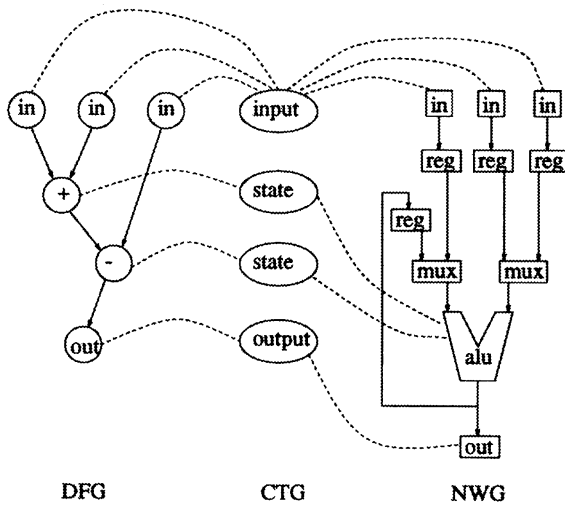 in in in input in in in
reg reg reg
+ state
reg
- state mux mux
out output alu
out
DFG CTG NWG